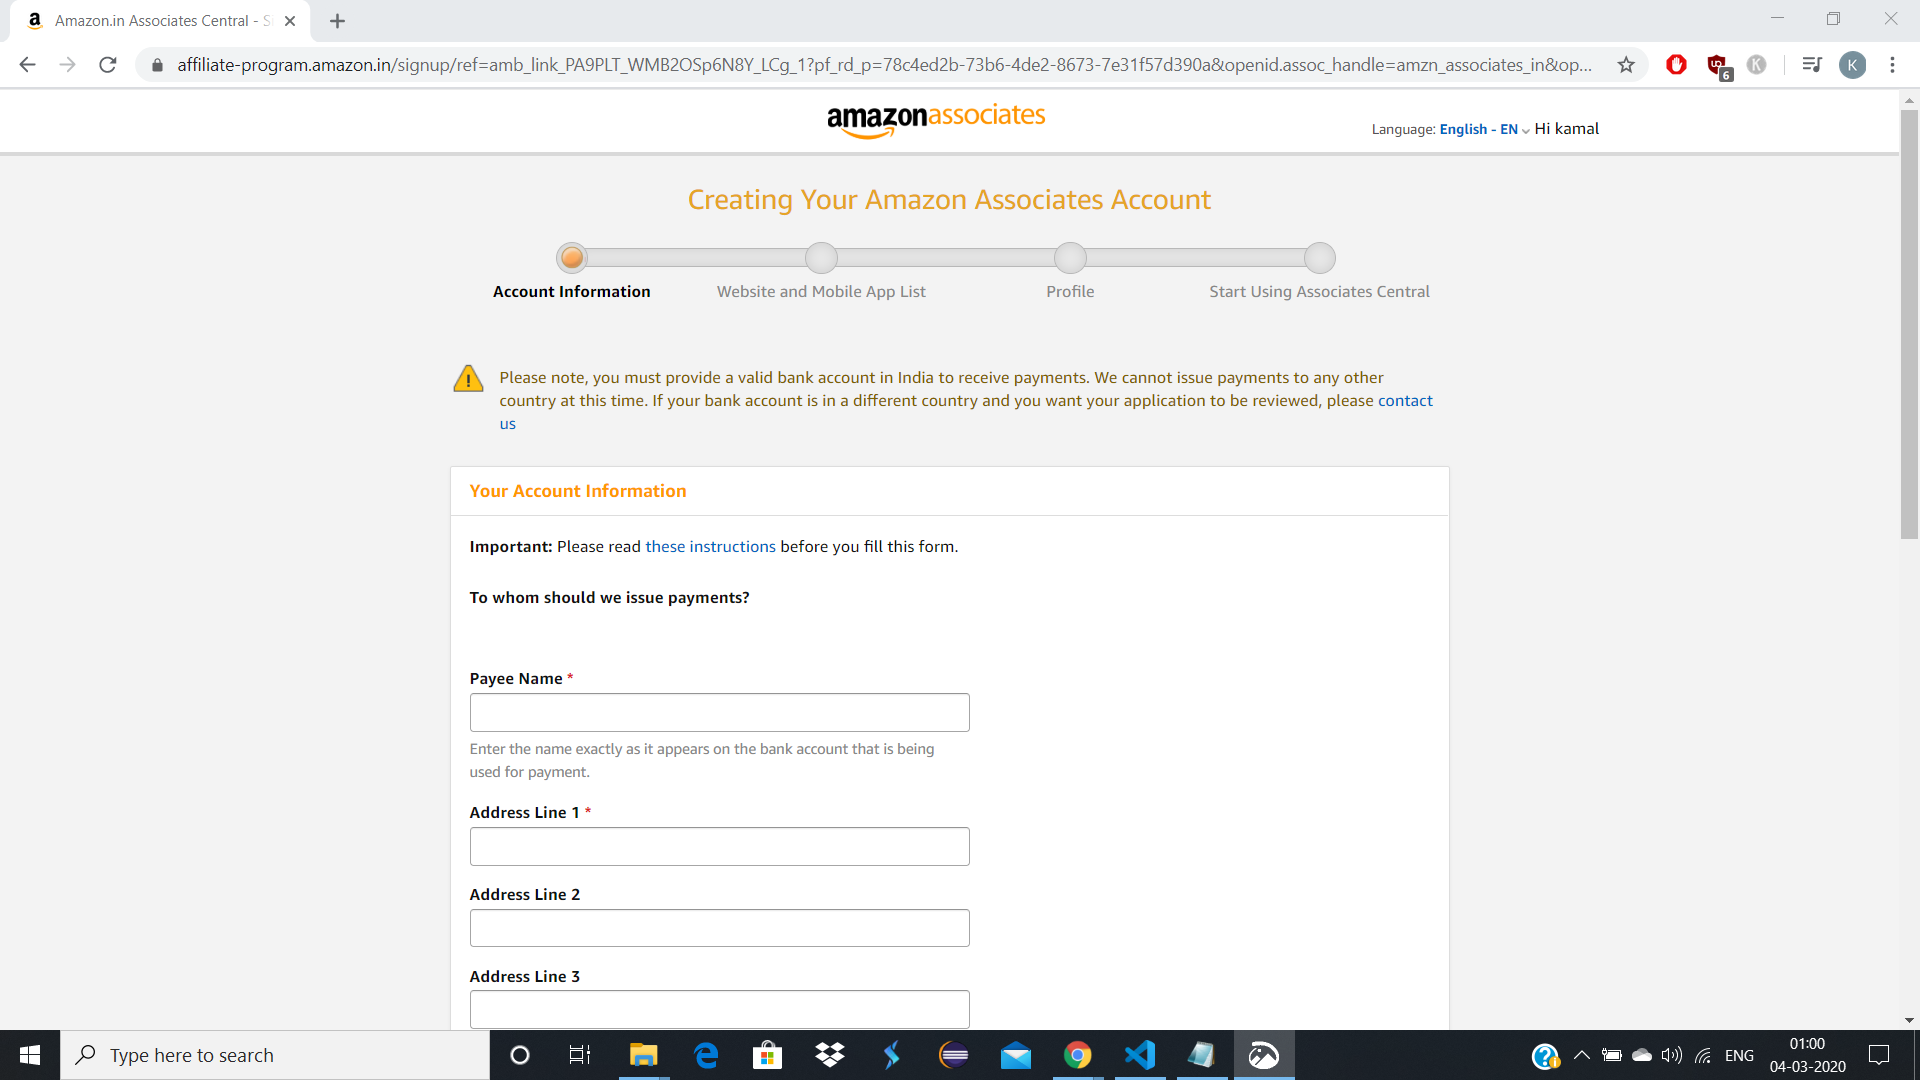 Amazon.in Associates Central - Si
affiliate-program.amazon.in/signup/ref=amb_link_PA9PLT_WMB2OSp6N8Y_LCg_1?pf_rd_p=78c4ed2b-73b6-4de2-8673-7e31f57d390a&openid.assoc_handle=amzn_associates_in&op...
6
K
amazonassociates
Language: English - EN Hi kamal
Creating Your Amazon Associates Account
Account Information Website and Mobile App List Profile Start Using Associates Central
Please note, you must provide a valid bank account in India to receive payments. We cannot issue payments to any other
country at this time. If your bank account is in a different country and you want your application to be reviewed, please contact
us
Your Account Information
Important: Please read these instructions before you fill this form.
To whom should we issue payments?
Payee Name *
Enter the name exactly as it appears on the bank account that is being
used for payment.
Address Line 1 *
Address Line 2
Address Line 3
Type here to search
ENG
01:00
04-03-2020